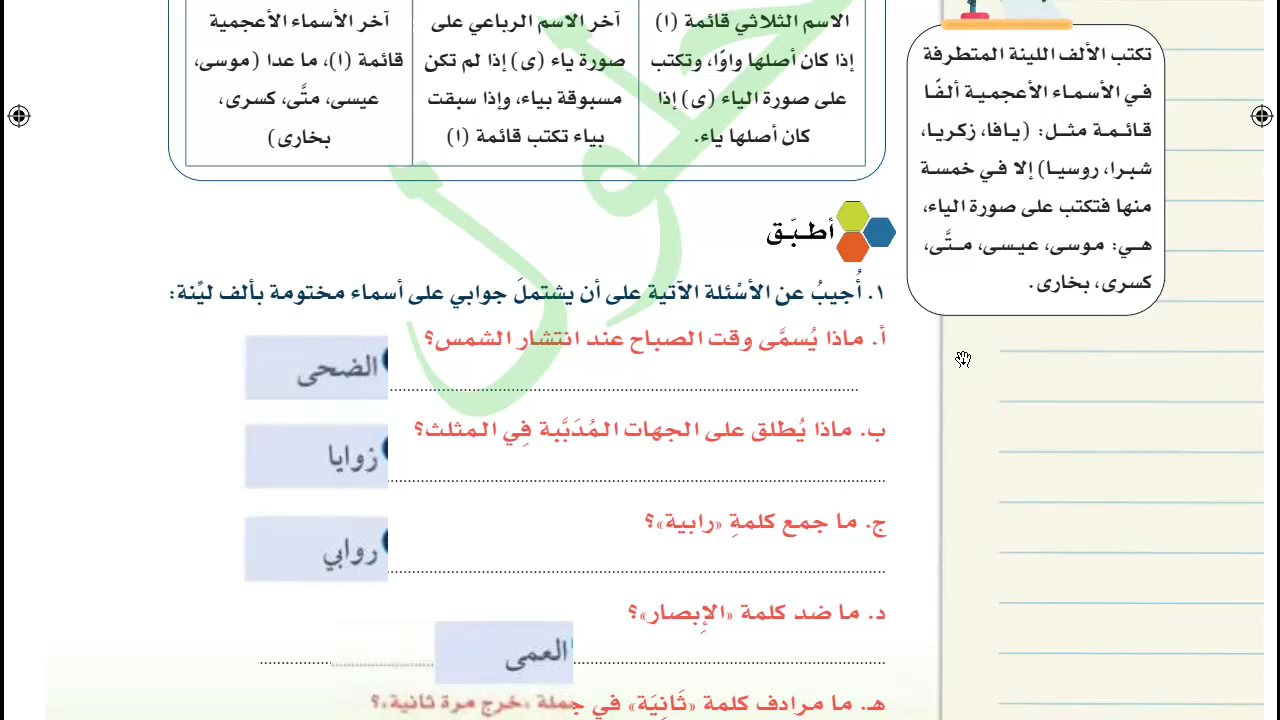 الاسم الثلاثي قائمة (ا)
إذا كان أصلها واوًا، وتكتب
على صورة الياء (ى) إذا
كان أصلها ياء.
آخر الاسم الرباعي على
صورة ياء (ى) إذا لم تكن
مسبوقة بياء، وإذا سبقت
بياء تكتب قائمة (ا)
آخر الأسماء الأعجمية
قائمة (ا)، ما عدا (موسى،
عيسى، متَّى، كسرى،
بخارى)
تكتب الألف اللينة المتطرفة
في الأسماء الأعجمية ألفًا
قائمة مثل: (يافا، زكريا،
شبرا، روسيا) إلا في خمسة
منها فتكتب على صورة الياء،
هي: موسى، عيسى، متَّى،
كسرى، بخارى.
حلول
أطبّق
١. أُجيبُ عن الأسْئلة الآتية على أن يشتملَ جوابي على أسماء مختومة بألف ليِّنة:
أ. ماذا يُسمَّى وقت الصباح عند انتشار الشمس؟
الضحى
ب. ماذا يُطلق على الجهات المُدَبَّبة فِي المثلث؟
زوايا
ج. ما جمع كلمةِ «رابية»؟
روابي
د. ما ضد كلمة «الإِبصار»؟
العمى
هـ. ما مرادف كلمة «ثَانِيَة» في جملة «خرج مرة ثانية»؟